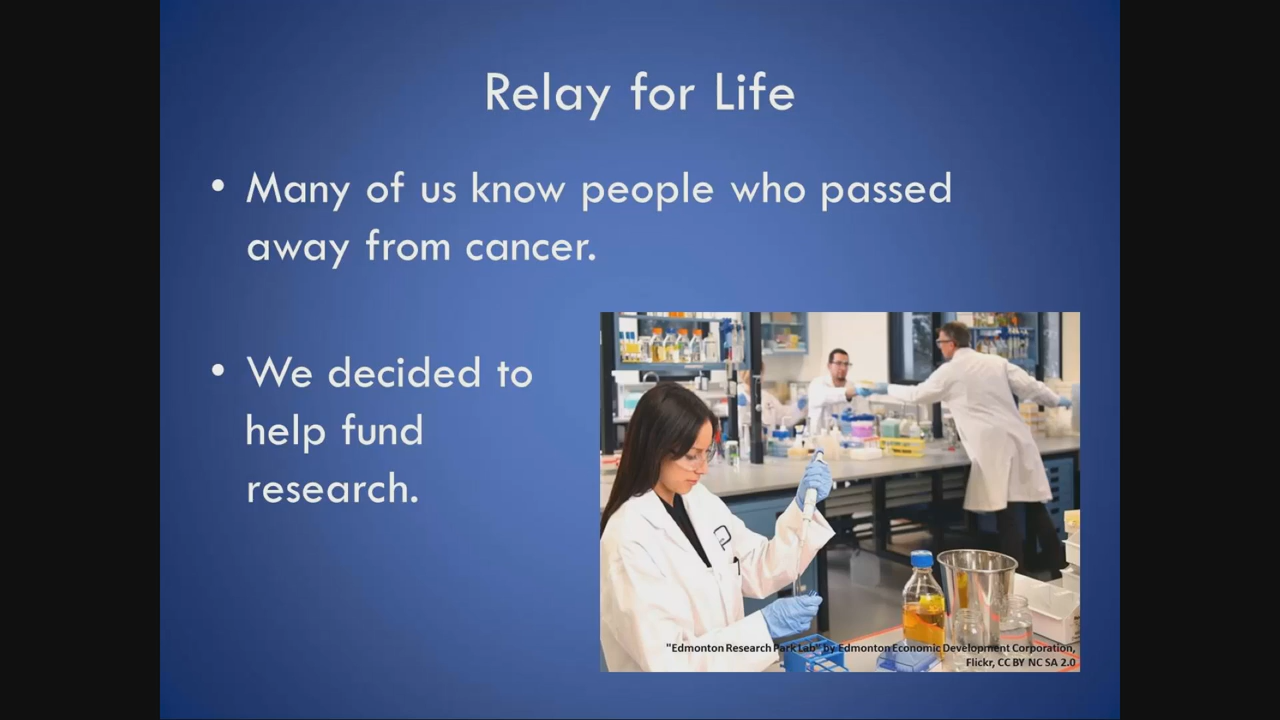 Relay for Life
• Many of us know people who passed
away from cancer.
• We decided to
help fund
research.
"Edmonton Research Park Lab" by Edmonton Economic Development Corporation,
Flickr, CC BY NC SA 2.0